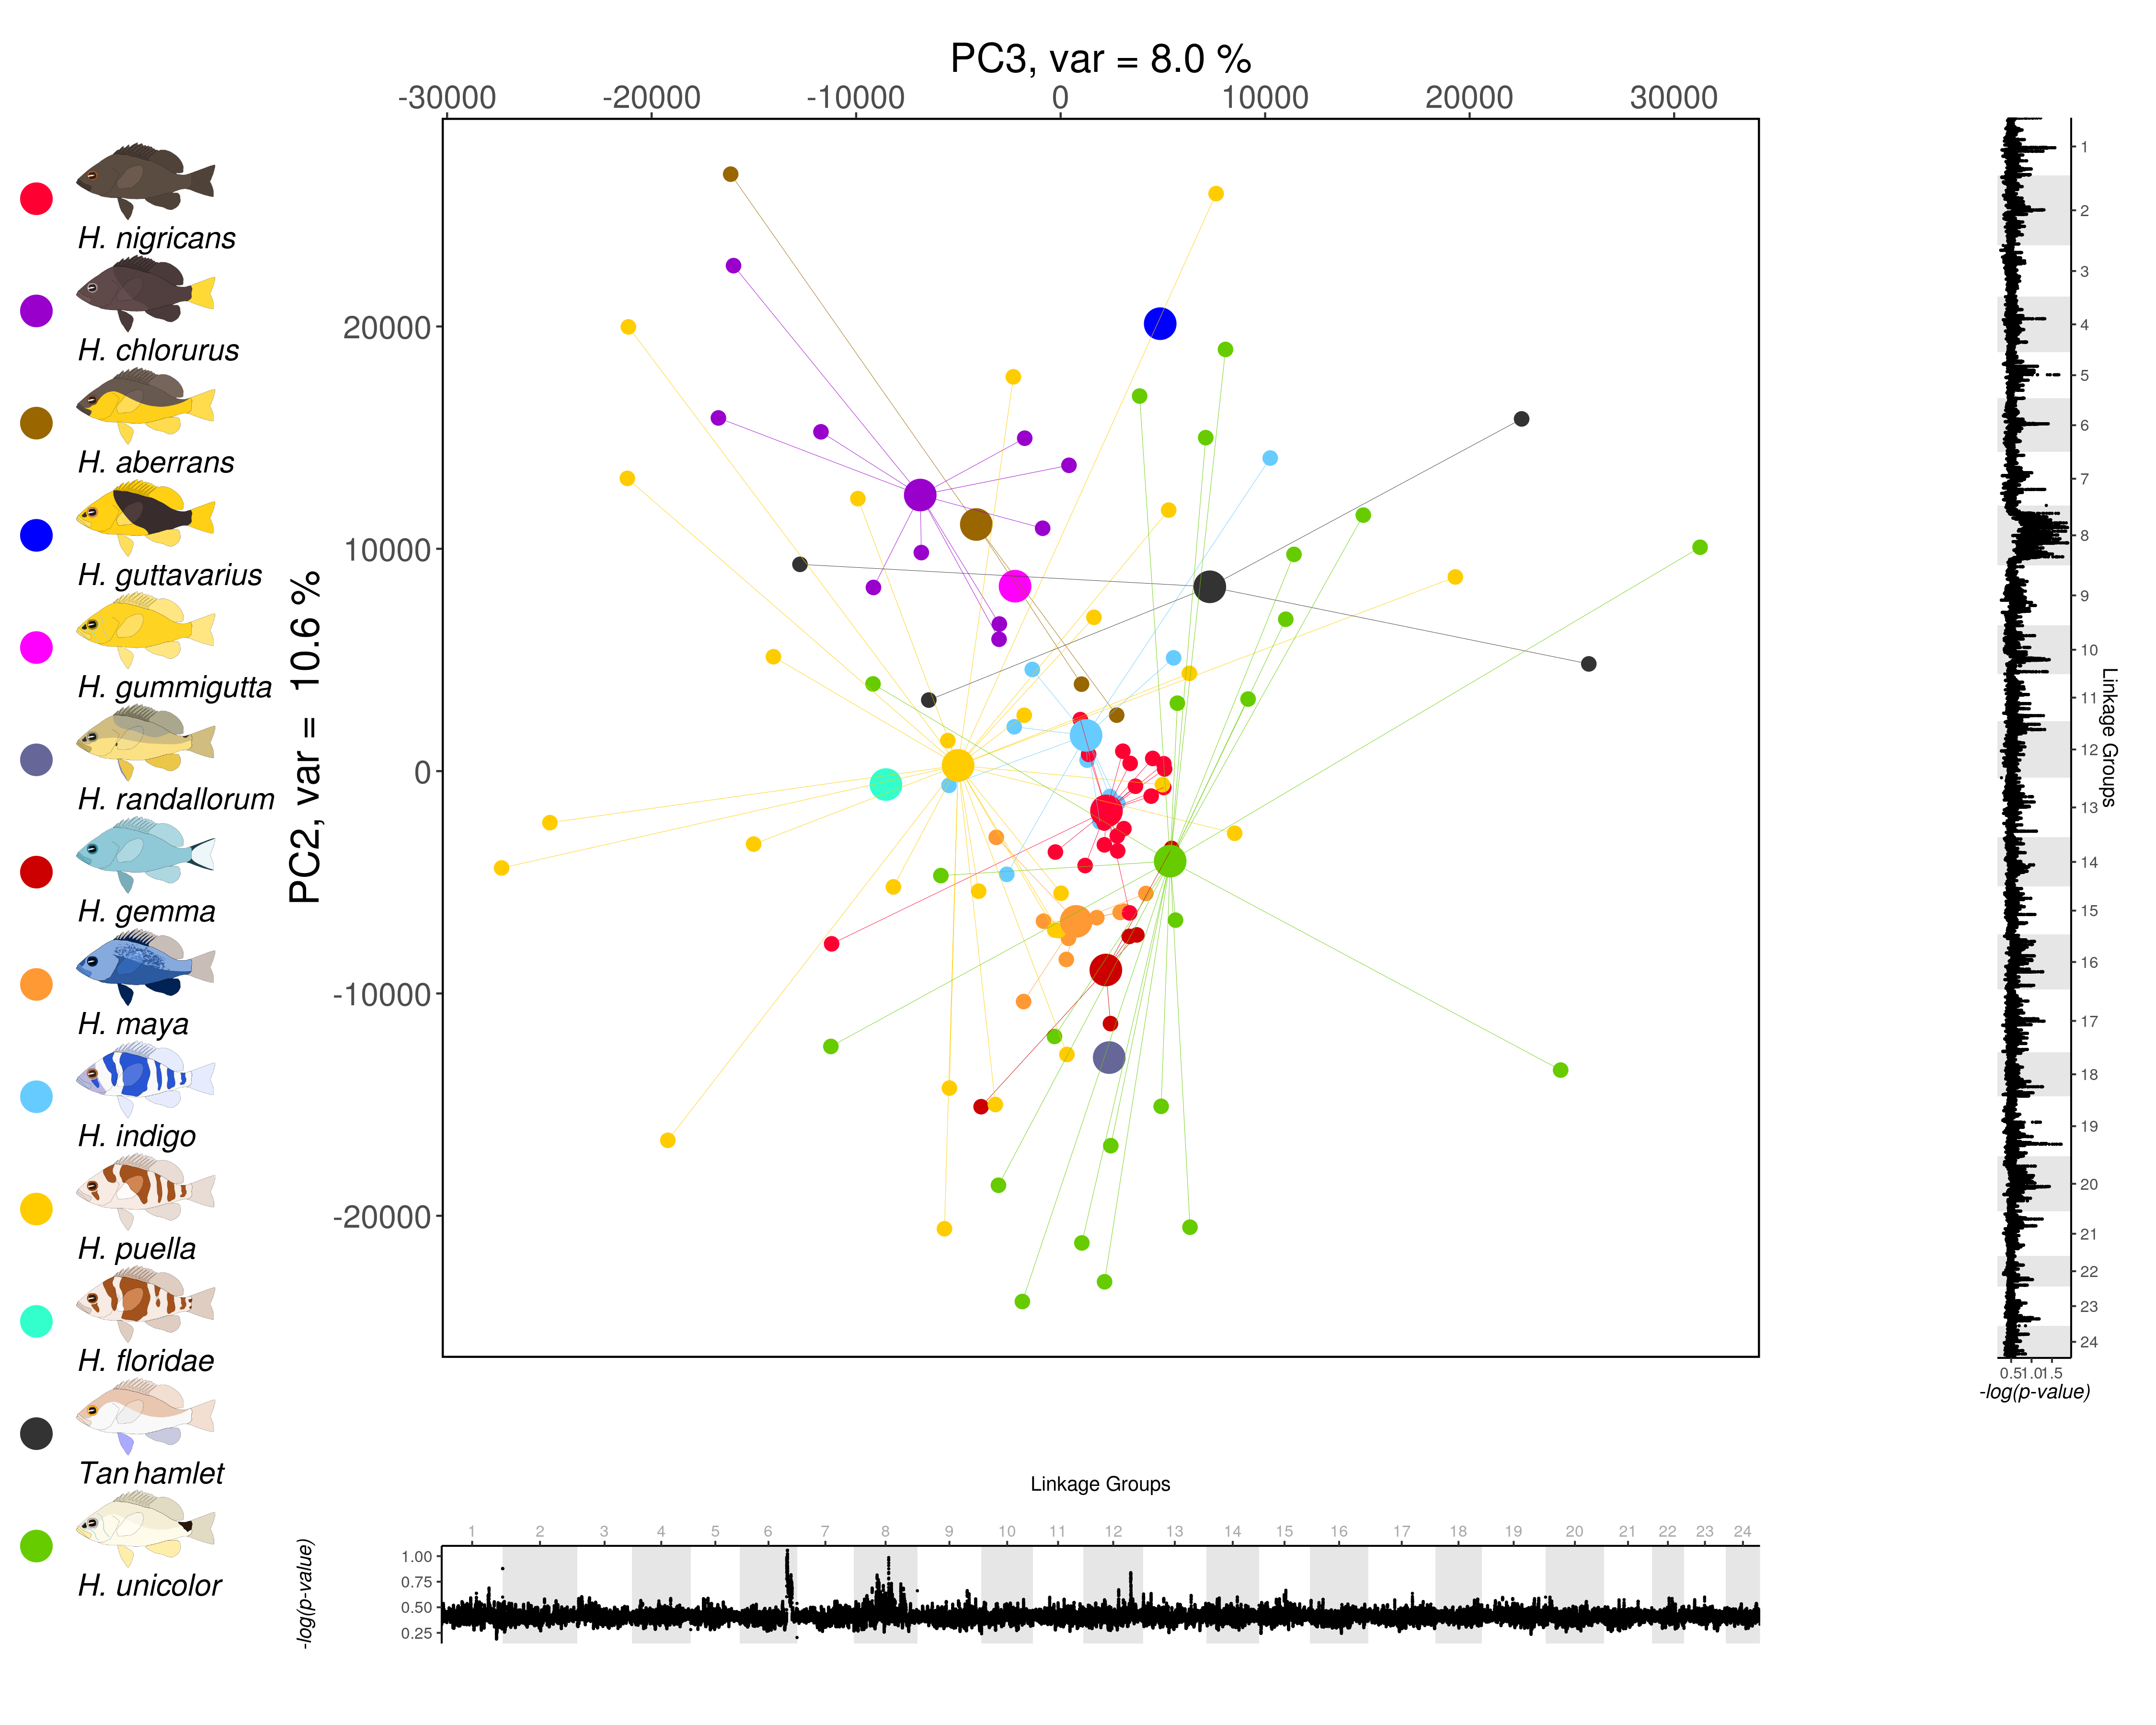 PC3, var = 8.0 %
-30000 -20000 -10000 0 10000 20000 30000
H. nigricans
H. chlorurus
H. aberrans
H. guttavarius
H. gummigutta
H. randallorum
H. gemma
H. maya
H. indigo
H. puella
H. floridae
Tan hamlet
H. unicolor
PC2, var = 10.6 %
20000
10000
0
-10000
-20000
1
2
3
4
5
6
7
8
9
10
11
12
13
14
15
16
17
18
19
20
21
22
23
24
Linkage Groups
0.51.01.5
-log(p-value)
Linkage Groups
1 2 3 4 5 6 7 8 9 10 11 12 13 14 15 16 17 18 19 20 21 22 23 24
1.00
0.75
0.50
0.25
-log(p-value)